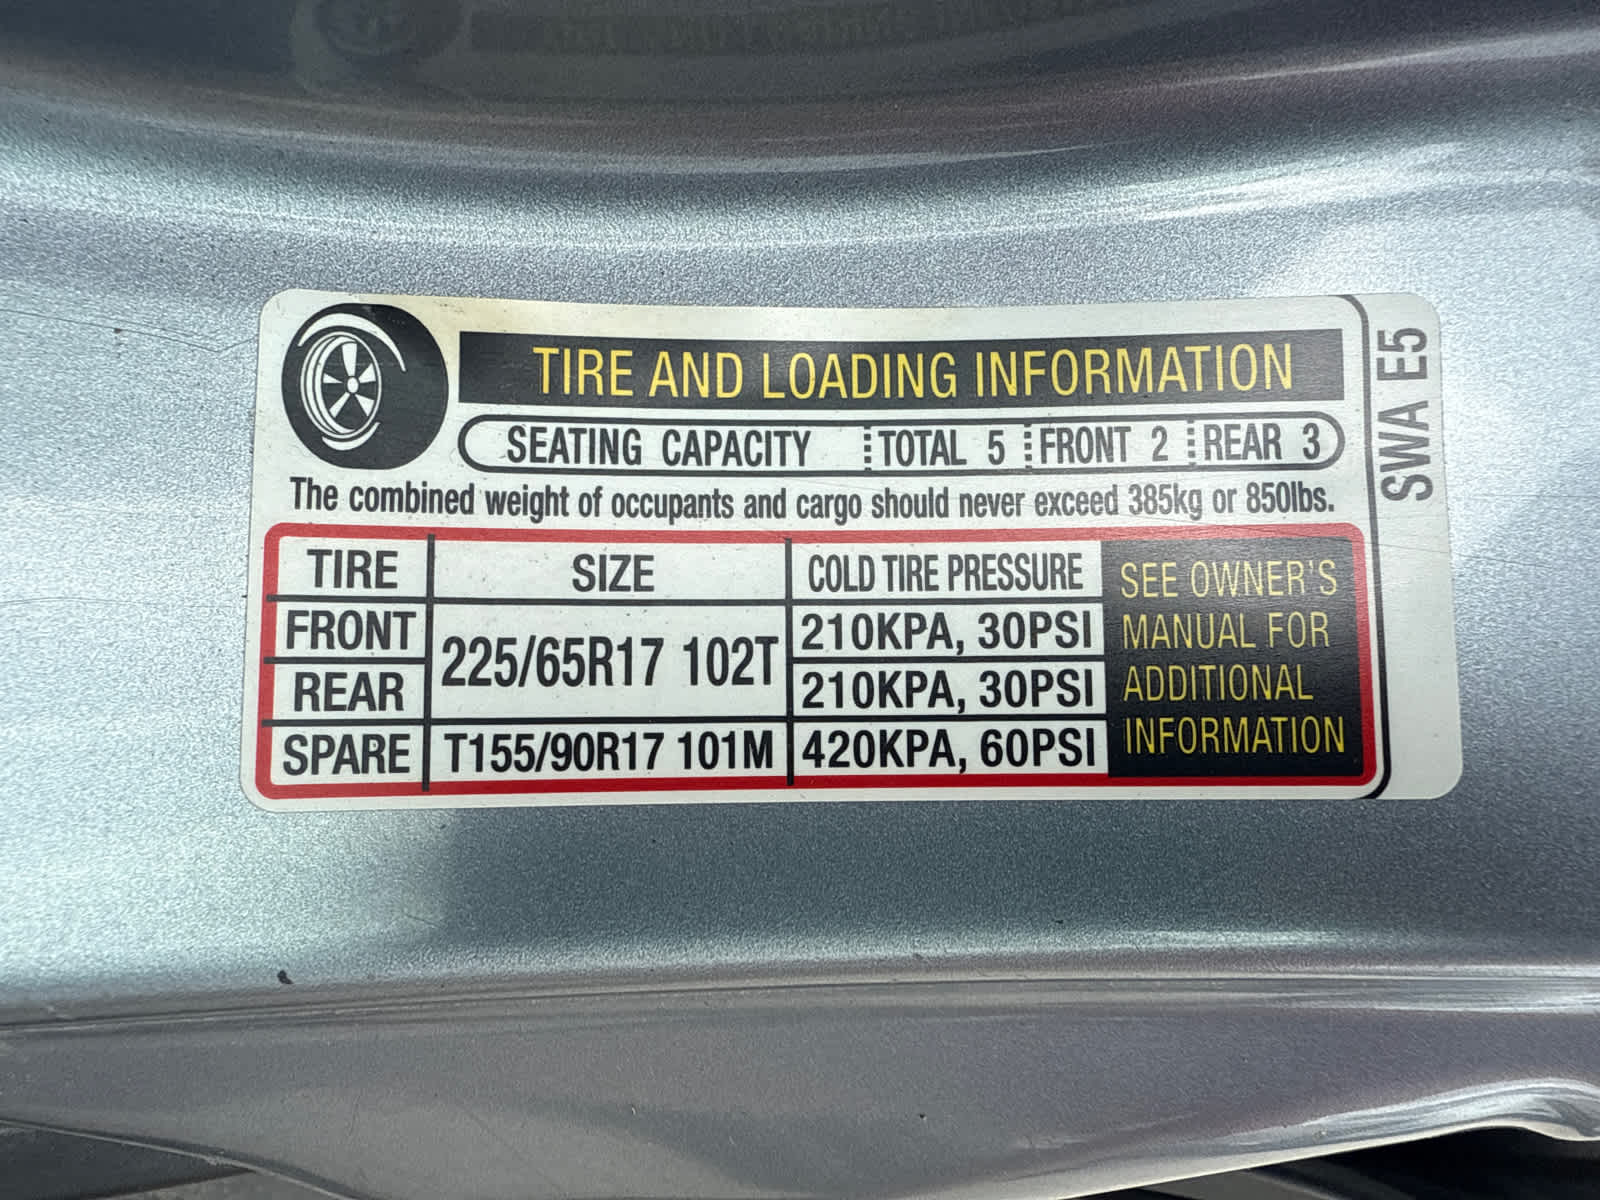 TIRE AND LOADING INFORMATION
SEATING CAPACITY TOTAL 5 FRONT 2 REAR 3
The combined weight of occupants and cargo should never exceed 385kg or 850lbs.
TIRE SIZE COLD TIRE PRESSURE
FRONT 225/65R17 102T 210KPA, 30PSI
REAR 210KPA, 30PSI
SPARE T155/90R17 101M 420KPA, 60PSI
SEE OWNER'S
MANUAL FOR
ADDITIONAL
INFORMATION
SWA E5